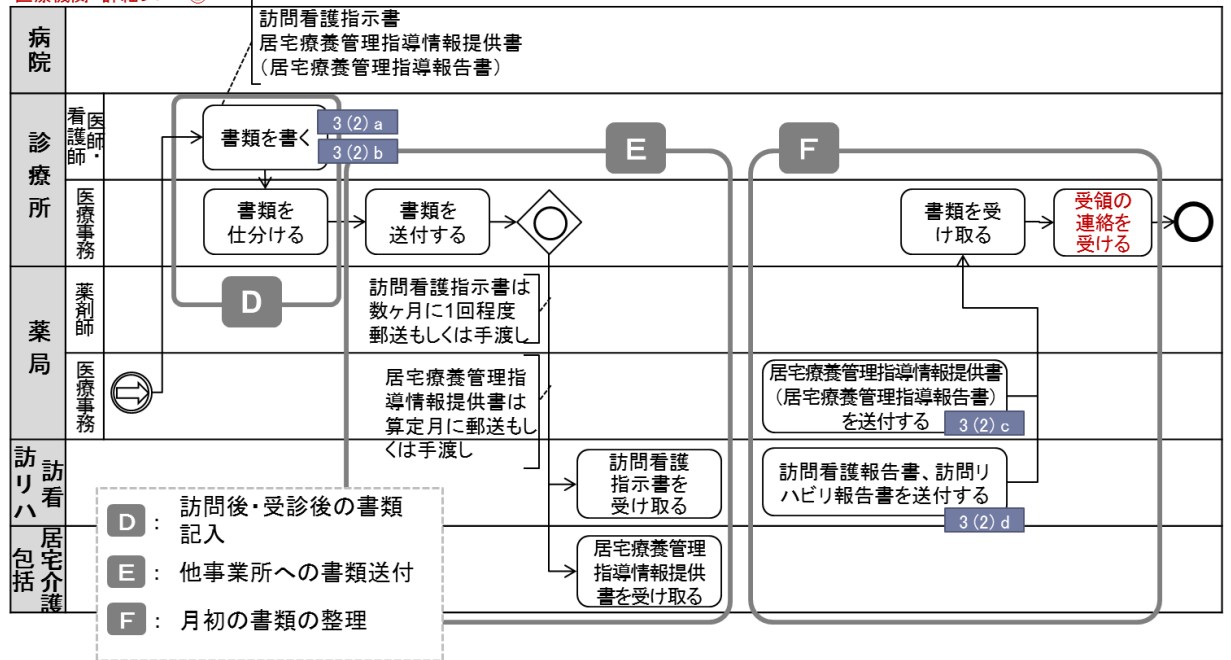 訪問看護指示書
居宅療養管理指導情報提供書
（居宅療養管理指導報告書）
病院
診療所
医師・看護師
書類を書く
3(2)a
3(2)b
E
F
医療事務
書類を
仕分ける
書類を
送付する
書類を受
け取る
受領の
連絡を
受ける
薬局
薬剤師
D
訪問看護指示書は
数ヶ月に1回程度
郵送もしくは手渡し
医療事務
居宅療養管理指
導情報提供書は
算定月に郵送もし
くは手渡し
居宅療養管理指導情報提供書
（居宅療養管理指導報告書）
を送付する
3(2)c
訪看
訪リハ
訪問看護
指示書を
受け取る
訪問看護報告書、訪問リ
ハビリ報告書を送付する
3(2)d
居宅介護
包括
居宅療養管理
指導情報提供
書を受け取る
D ： 訪問後・受診後の書類
記入
E ： 他事業所への書類送付
F ： 月初の書類の整理